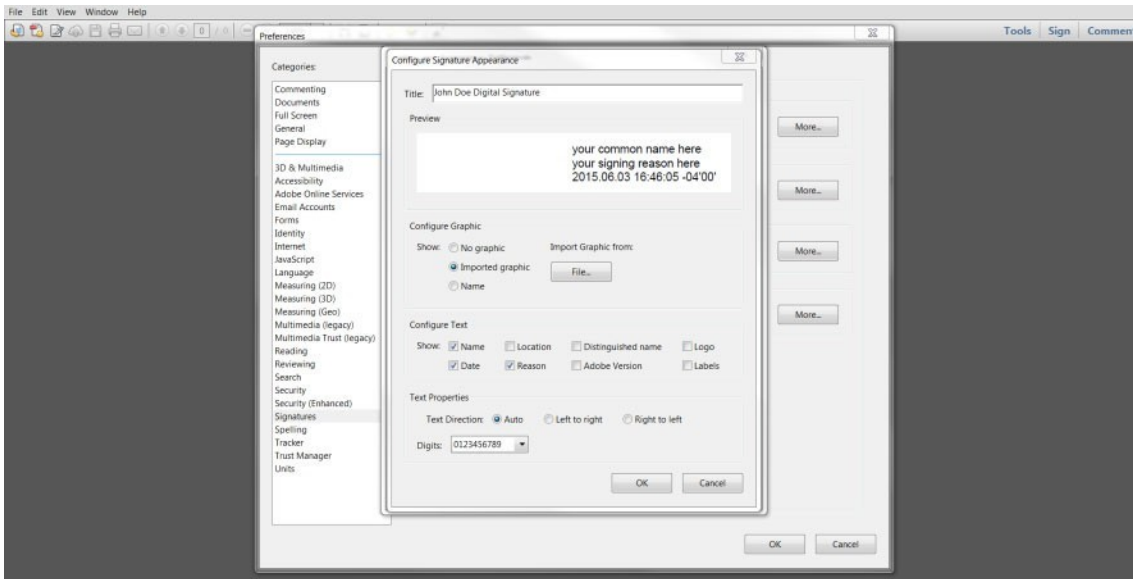 File Edit View Window Help
0 / 0
Tools Sign Comment
Preferences
Categories:
Commenting
Documents
Full Screen
General
Page Display
3D & Multimedia
Accessibility
Adobe Online Services
Email Accounts
Forms
Identity
Internet
JavaScript
Language
Measuring (2D)
Measuring (3D)
Measuring (Geo)
Multimedia (legacy)
Multimedia Trust (legacy)
Reading
Reviewing
Search
Security
Security (Enhanced)
Signatures
Spelling
Tracker
Trust Manager
Units
Configure Signature Appearance
Title: John Doe Digital Signature
Preview
your common name here
your signing reason here
2015.06.03 16:46:05 -04'00'
Configure Graphic
Show: No graphic Import Graphic from:
Imported graphic File...
Name
Configure Text
Show: Name Location Distinguished name Logo
Date Reason Adobe Version Labels
Text Properties
Text Direction: Auto Left to right Right to left
Digits: 0123456789
OK Cancel
More...
More...
More...
More...
OK Cancel